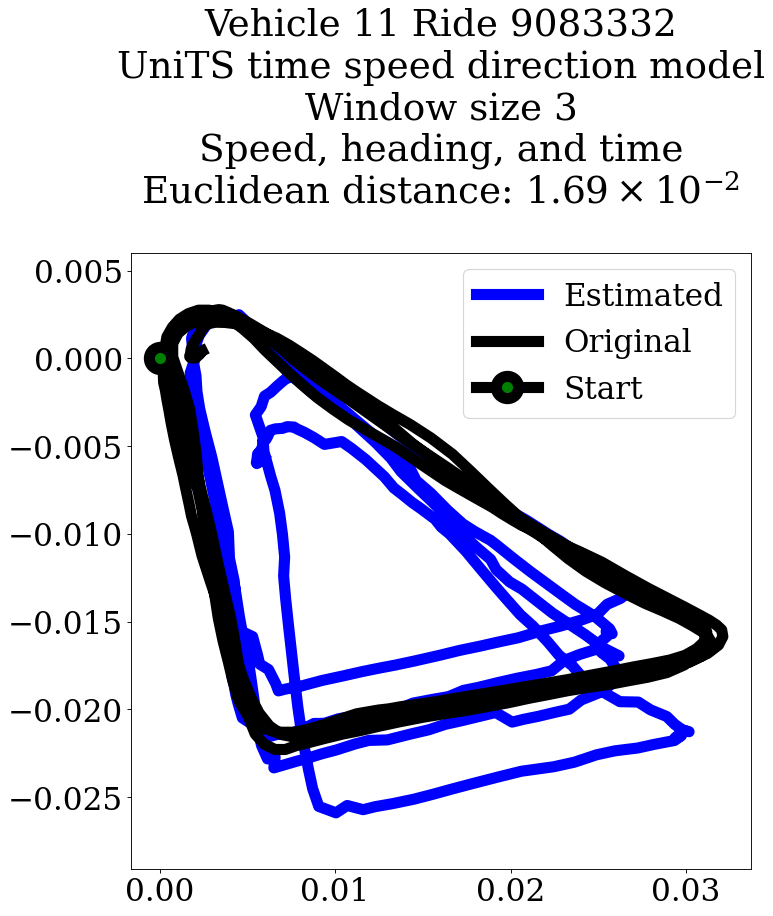 Vehicle 11 Ride 9083332
UniTS time speed direction model
Window size 3
Speed, heading, and time
Euclidean distance: 1.69 × 10⁻²
Estimated
Original
Start
0.005
0.000
−0.005
−0.010
−0.015
−0.020
−0.025
0.00 0.01 0.02 0.03